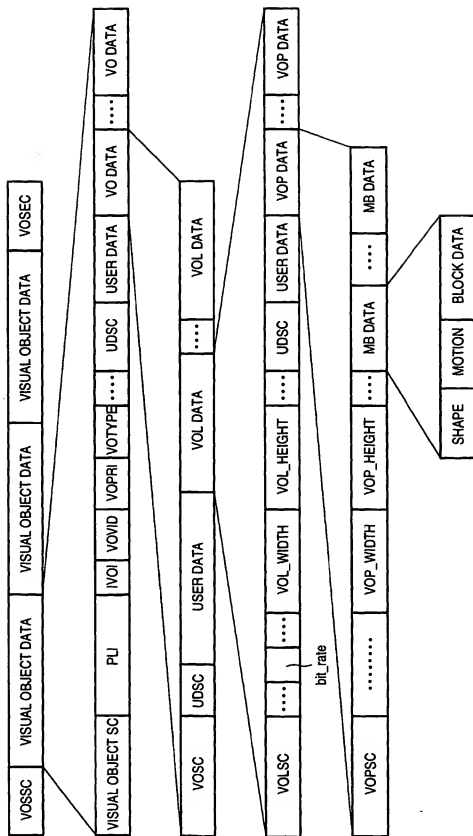 VOSSC VISUAL OBJECT DATA VISUAL OBJECT DATA VISUAL OBJECT DATA VOSEC
VISUAL OBJECT SC PLI IVOI VOVID VOPRI VOTYPE •••• UDSC USER DATA VO DATA •••• VO DATA
VOSC UDSC USER DATA VOL DATA •••• VOL DATA
VOLSC •••• •••• VOL_WIDTH VOL_HEIGHT •••• UDSC USER DATA VOP DATA •••• VOP DATA
bit_rate
VOPSC •••••••• VOP_WIDTH VOP_HEIGHT •••• MB DATA •••• MB DATA
SHAPE MOTION BLOCK DATA